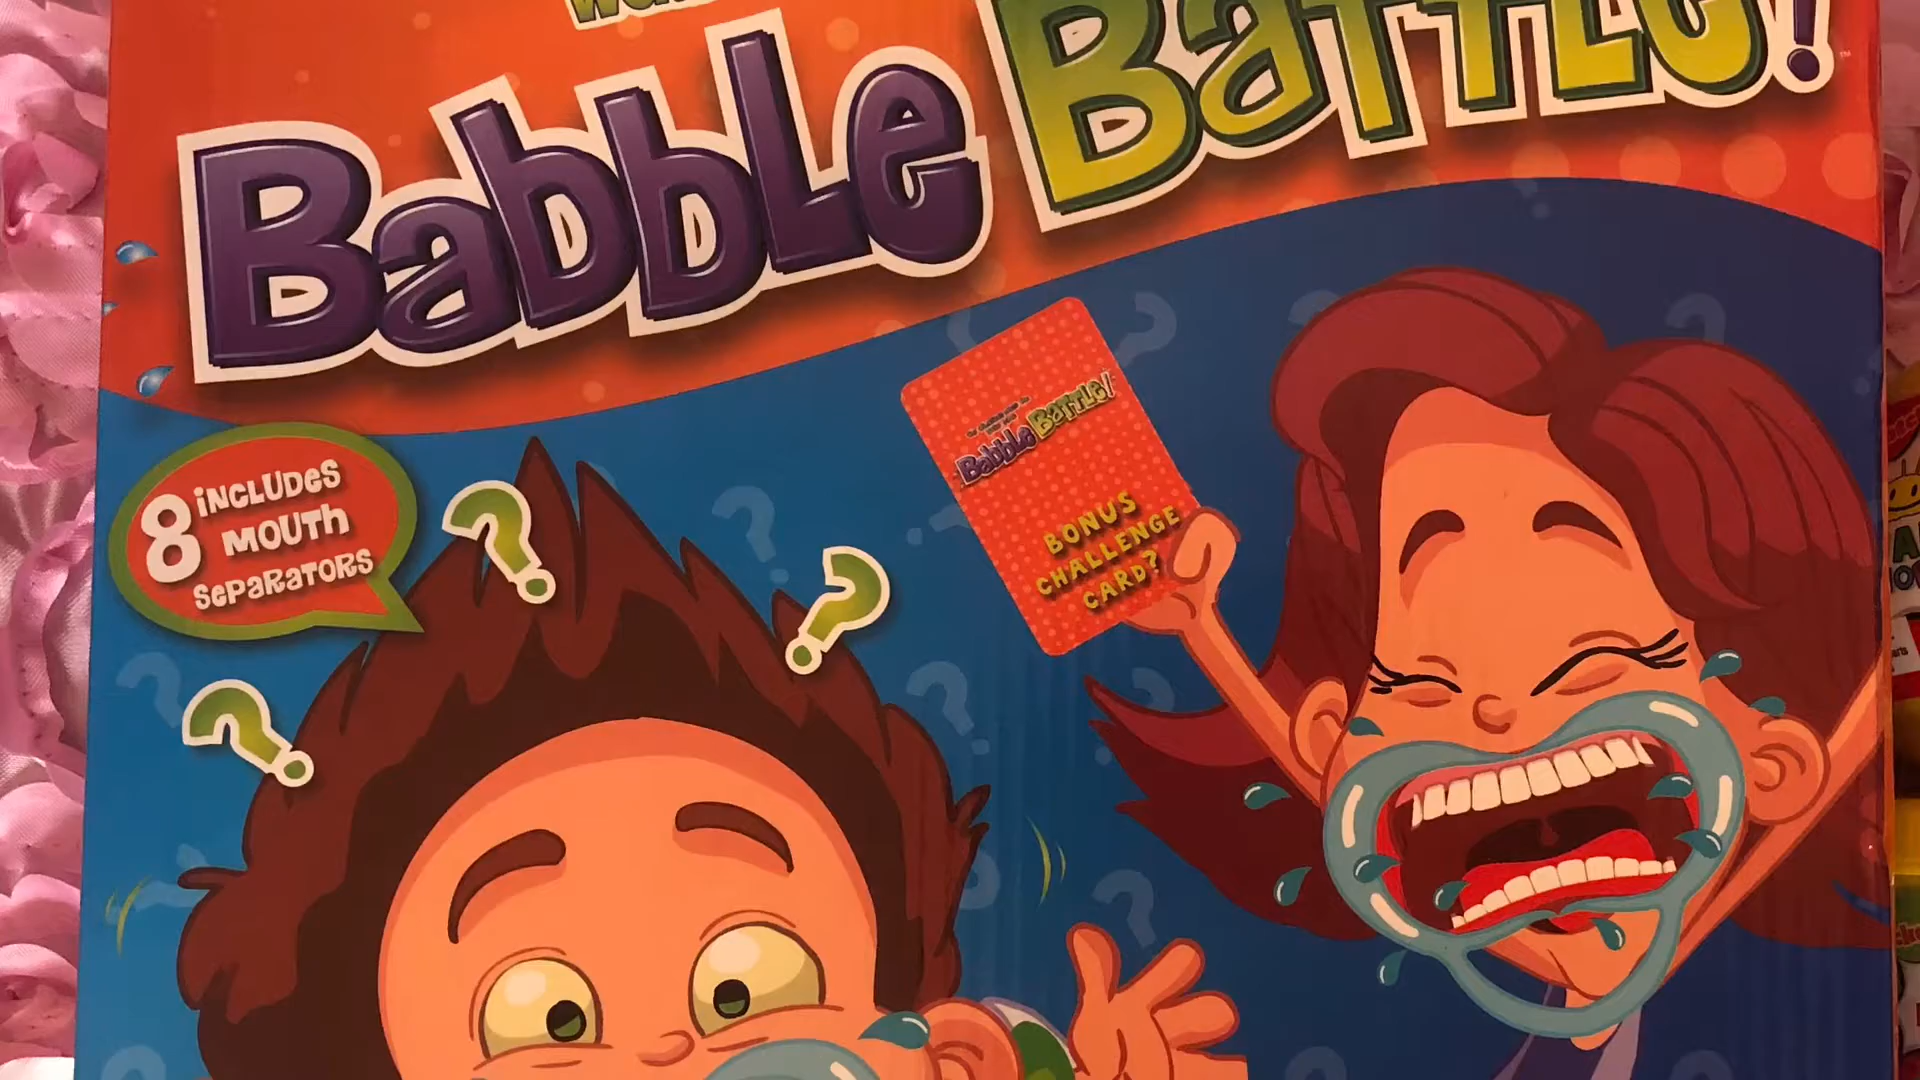 Babble Battle!
8 includes
mouth
separators
Babble Battle!
BONUS
CHALLENGE
CARD?